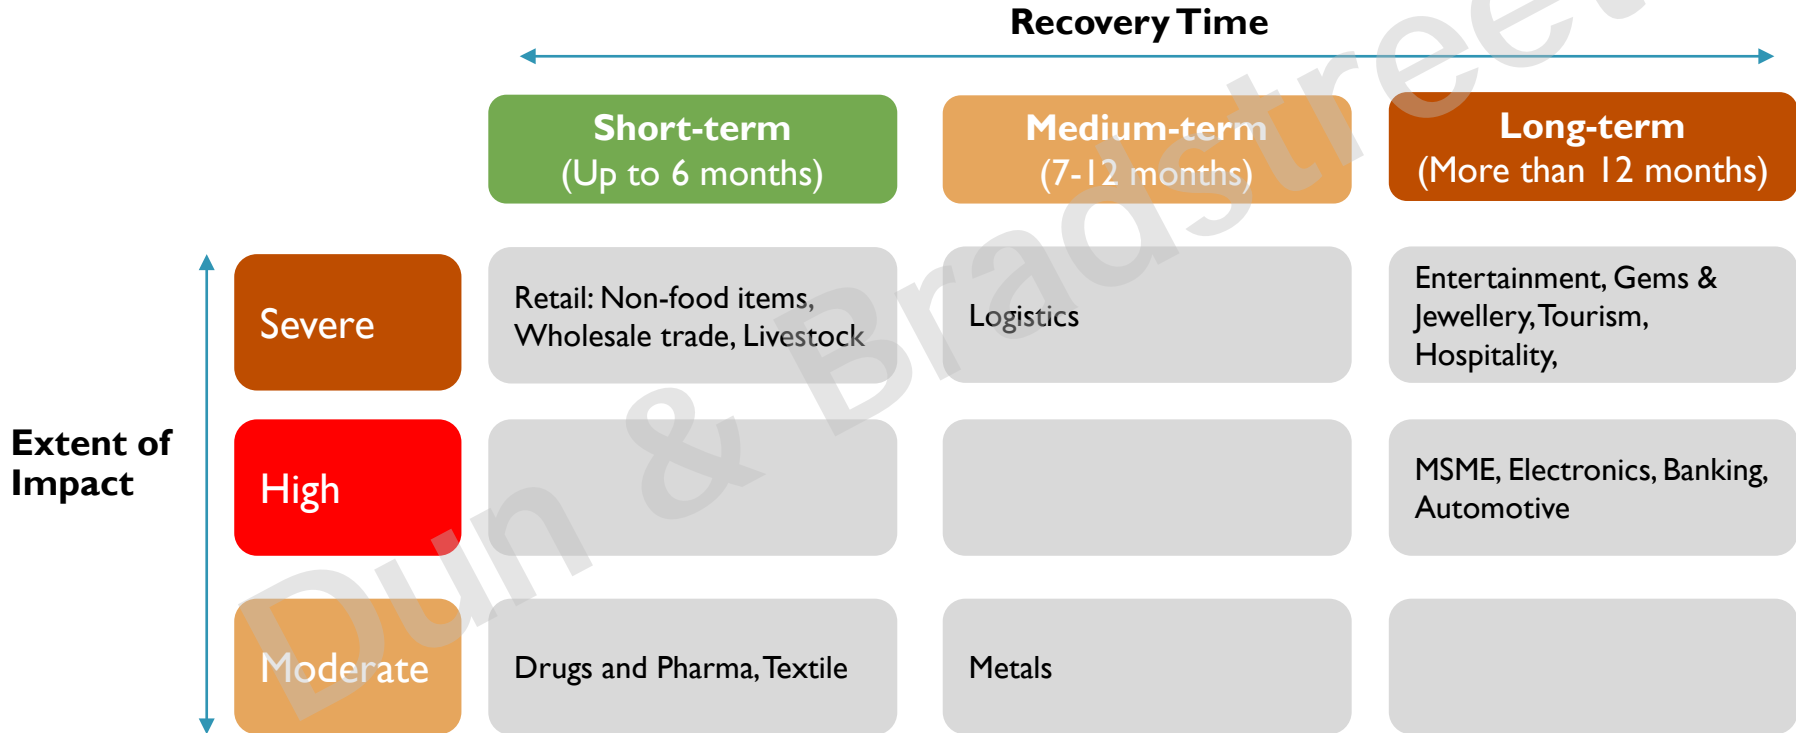 Recovery Time
Short-term
(Up to 6 months)
Medium-term
(7-12 months)
Long-term
(More than 12 months)
Extent of
Impact
Severe
Retail: Non-food items,
Wholesale trade, Livestock
Logistics
Entertainment, Gems &
Jewellery, Tourism,
Hospitality,
High
MSME, Electronics, Banking,
Automotive
Moderate
Drugs and Pharma, Textile
Metals
Dun & Bradstreet